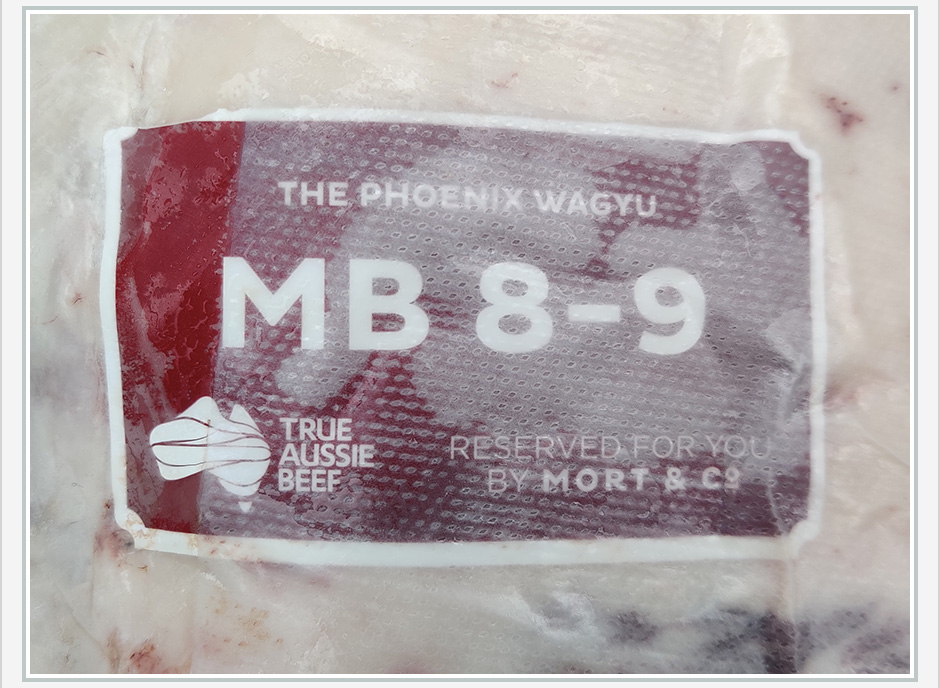 THE PHOENIX WAGYU
MB 8-9
TRUE
AUSSIE
BEEF
RESERVED FOR YOU
BY MORT & Cº